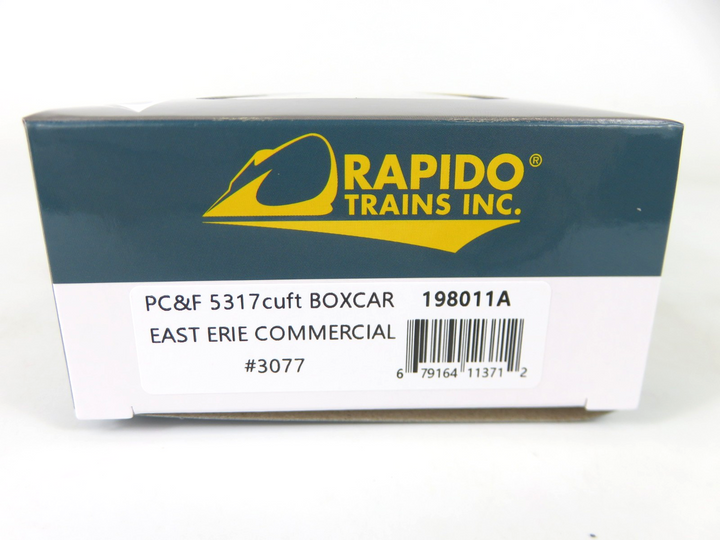 RAPIDO®
TRAINS INC.
PC&F 5317cuft BOXCAR 198011A
EAST ERIE COMMERCIAL
#3077
6 79164 11371 2